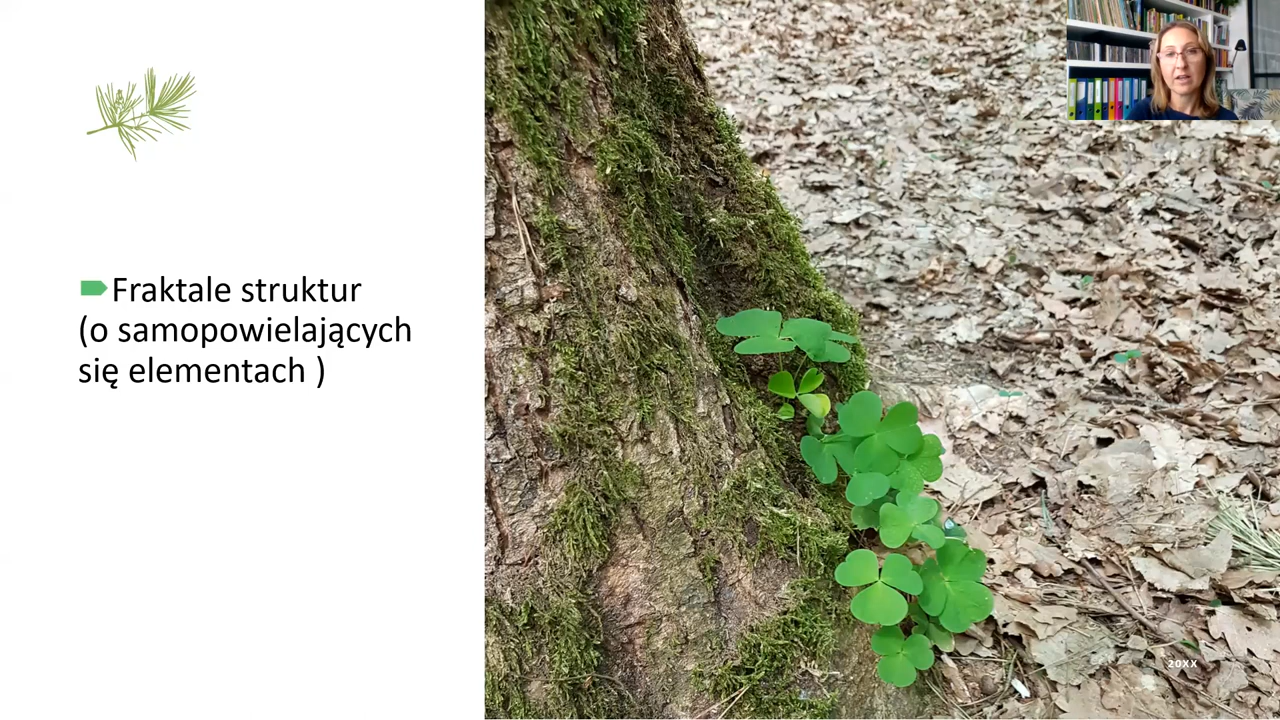 Fraktale struktur
(o samopowielających
się elementach )
20XX